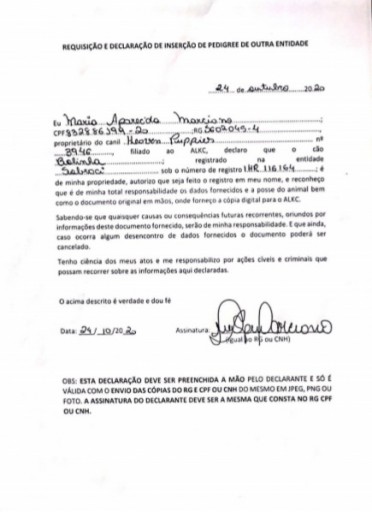 REQUISIÇÃO E DECLARAÇÃO DE INSERÇÃO DE PEDIGREE DE OUTRA ENTIDADE
24 de outubro 2020
Eu Maria Aparecida Marciano
CPF 832886399-20 RG 5602045-4
proprietário do canil Heaven Puppies nº
3946, filiado ao ALKC, declaro que o cão
Belinha, registrado na entidade
Sobraci sob o número de registro LHR 116164; é
de minha propriedade, autorizo que seja feito o registro em meu nome, e reconheço
que é de minha total responsabilidade os dados fornecidos e a posse do animal bem
como o documento original em mãos, onde forneço a cópia digital para o ALKC.
Sabendo-se que quaisquer causas ou consequências futuras recorrentes, oriundos por
informações deste documento fornecido, serão de minha responsabilidade. E que ainda,
caso ocorra algum desencontro de dados fornecidos o documento poderá ser
cancelado.
Tenho ciência dos meus atos e me responsabilizo por ações cíveis e criminais que
possam recorrer sobre as informações aqui declaradas.
O acima descrito é verdade e dou fé
Data: 24/10/2020 Assinatura:
(Igual ao RG ou CNH)
OBS: ESTA DECLARAÇÃO DEVE SER PREENCHIDA A MÃO PELO DECLARANTE E SÓ É
VÁLIDA COM O ENVIO DAS CÓPIAS DO RG E CPF OU CNH DO MESMO EM JPEG, PNG OU
FOTO. A ASSINATURA DO DECLARANTE DEVE SER A MESMA QUE CONSTA NO RG CPF
OU CNH.